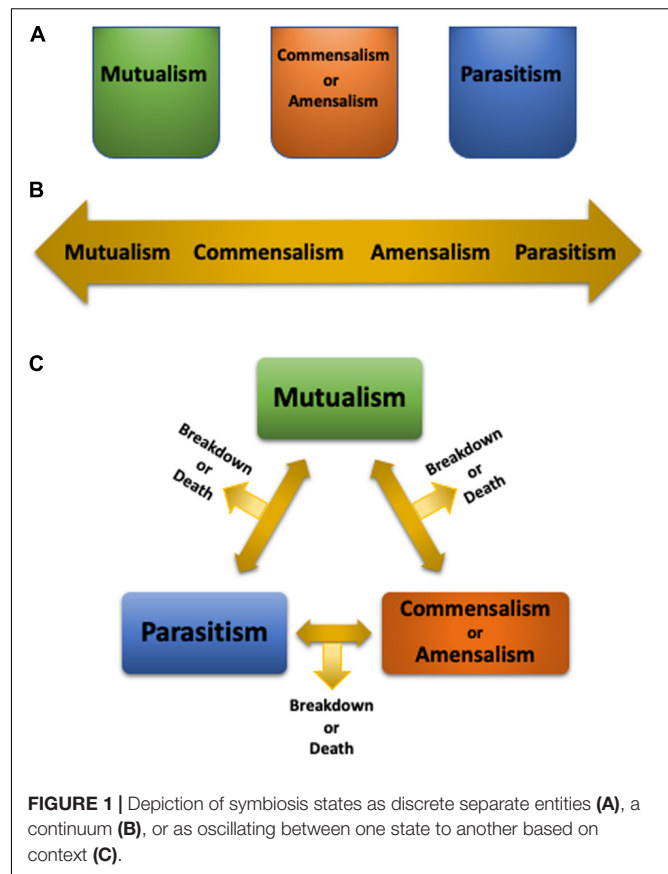 A
Mutualism
Commensalism
or
Amensalism
Parasitism
B
Mutualism Commensalism Amensalism Parasitism
C
Mutualism
Breakdown
or
Death
Breakdown
or
Death
Parasitism
Commensalism
or
Amensalism
Breakdown
or
Death
FIGURE 1 | Depiction of symbiosis states as discrete separate entities (A), a
continuum (B), or as oscillating between one state to another based on
context (C).